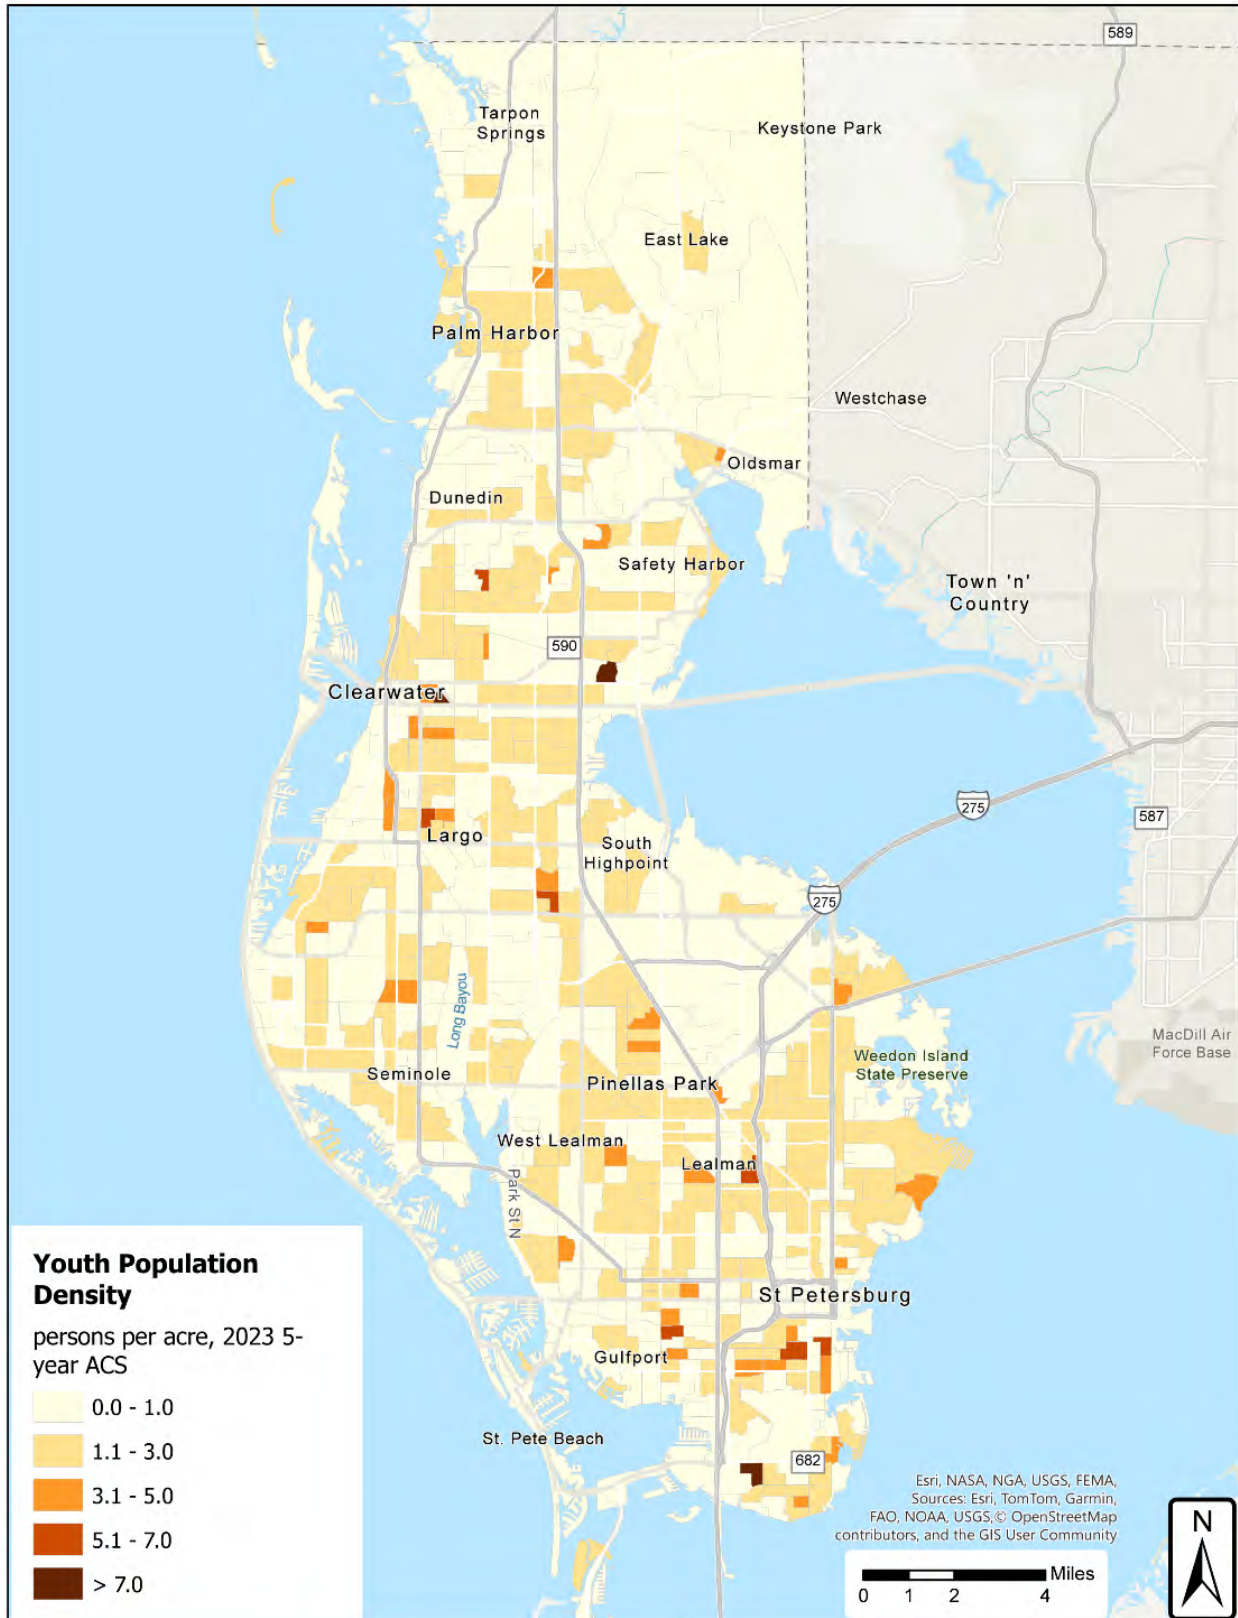 589
Tarpon
Springs
Keystone Park
East Lake
Palm Harbor
Westchase
Oldsmar
Dunedin
Safety Harbor
Town 'n'
Country
590
Clearwater
275
587
Largo
South
Highpoint
275
Long Bayou
MacDill Air
Force Base
Weedon Island
State Preserve
Seminole
Pinellas Park
West Lealman
Lealman
Park St N
St Petersburg
Gulfport
St. Pete Beach
682
Youth Population
Density
persons per acre, 2023 5-
year ACS
0.0 - 1.0
1.1 - 3.0
3.1 - 5.0
5.1 - 7.0
> 7.0
Esri, NASA, NGA, USGS, FEMA,
Sources: Esri, TomTom, Garmin,
FAO, NOAA, USGS, © OpenStreetMap
contributors, and the GIS User Community
Miles
0 1 2 4
N